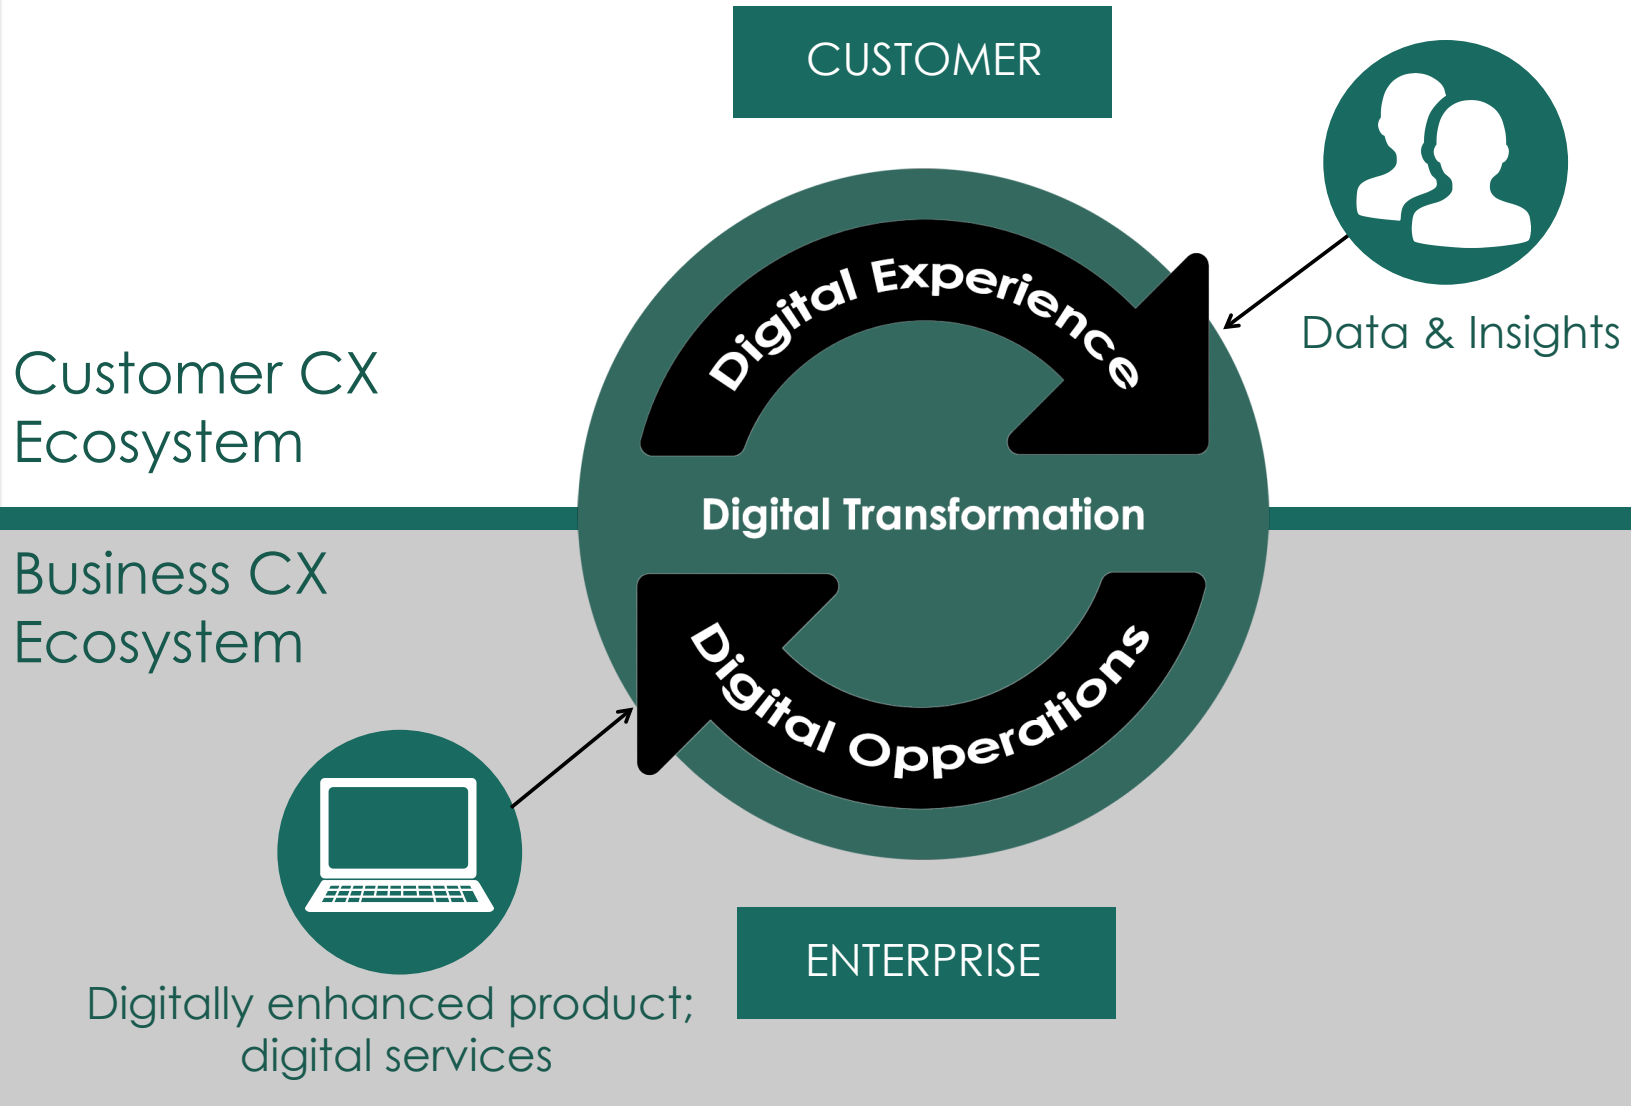 CUSTOMER
Digital Experience
Data & Insights
Customer CX
Ecosystem
Digital Transformation
Business CX
Ecosystem
Digital Opperations
ENTERPRISE
Digitally enhanced product;
digital services